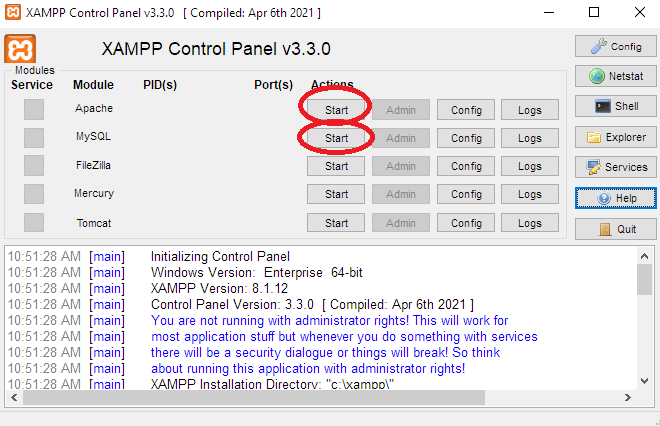 XAMPP Control Panel v3.3.0 [ Compiled: Apr 6th 2021 ]
XAMPP Control Panel v3.3.0
Config
Modules
Service Module PID(s) Port(s) Actions
Netstat
Apache Start Admin Config Logs
Shell
MySQL Start Admin Config Logs
Explorer
FileZilla Start Admin Config Logs
Services
Mercury Start Admin Config Logs
Help
Tomcat Start Admin Config Logs
Quit
10:51:28 AM [main] Initializing Control Panel
10:51:28 AM [main] Windows Version: Enterprise 64-bit
10:51:28 AM [main] XAMPP Version: 8.1.12
10:51:28 AM [main] Control Panel Version: 3.3.0 [ Compiled: Apr 6th 2021 ]
10:51:28 AM [main] You are not running with administrator rights! This will work for
10:51:28 AM [main] most application stuff but whenever you do something with services
10:51:28 AM [main] there will be a security dialogue or things will break! So think
10:51:28 AM [main] about running this application with administrator rights!
10:51:28 AM [main] XAMPP Installation Directory: "c:\xampp\"